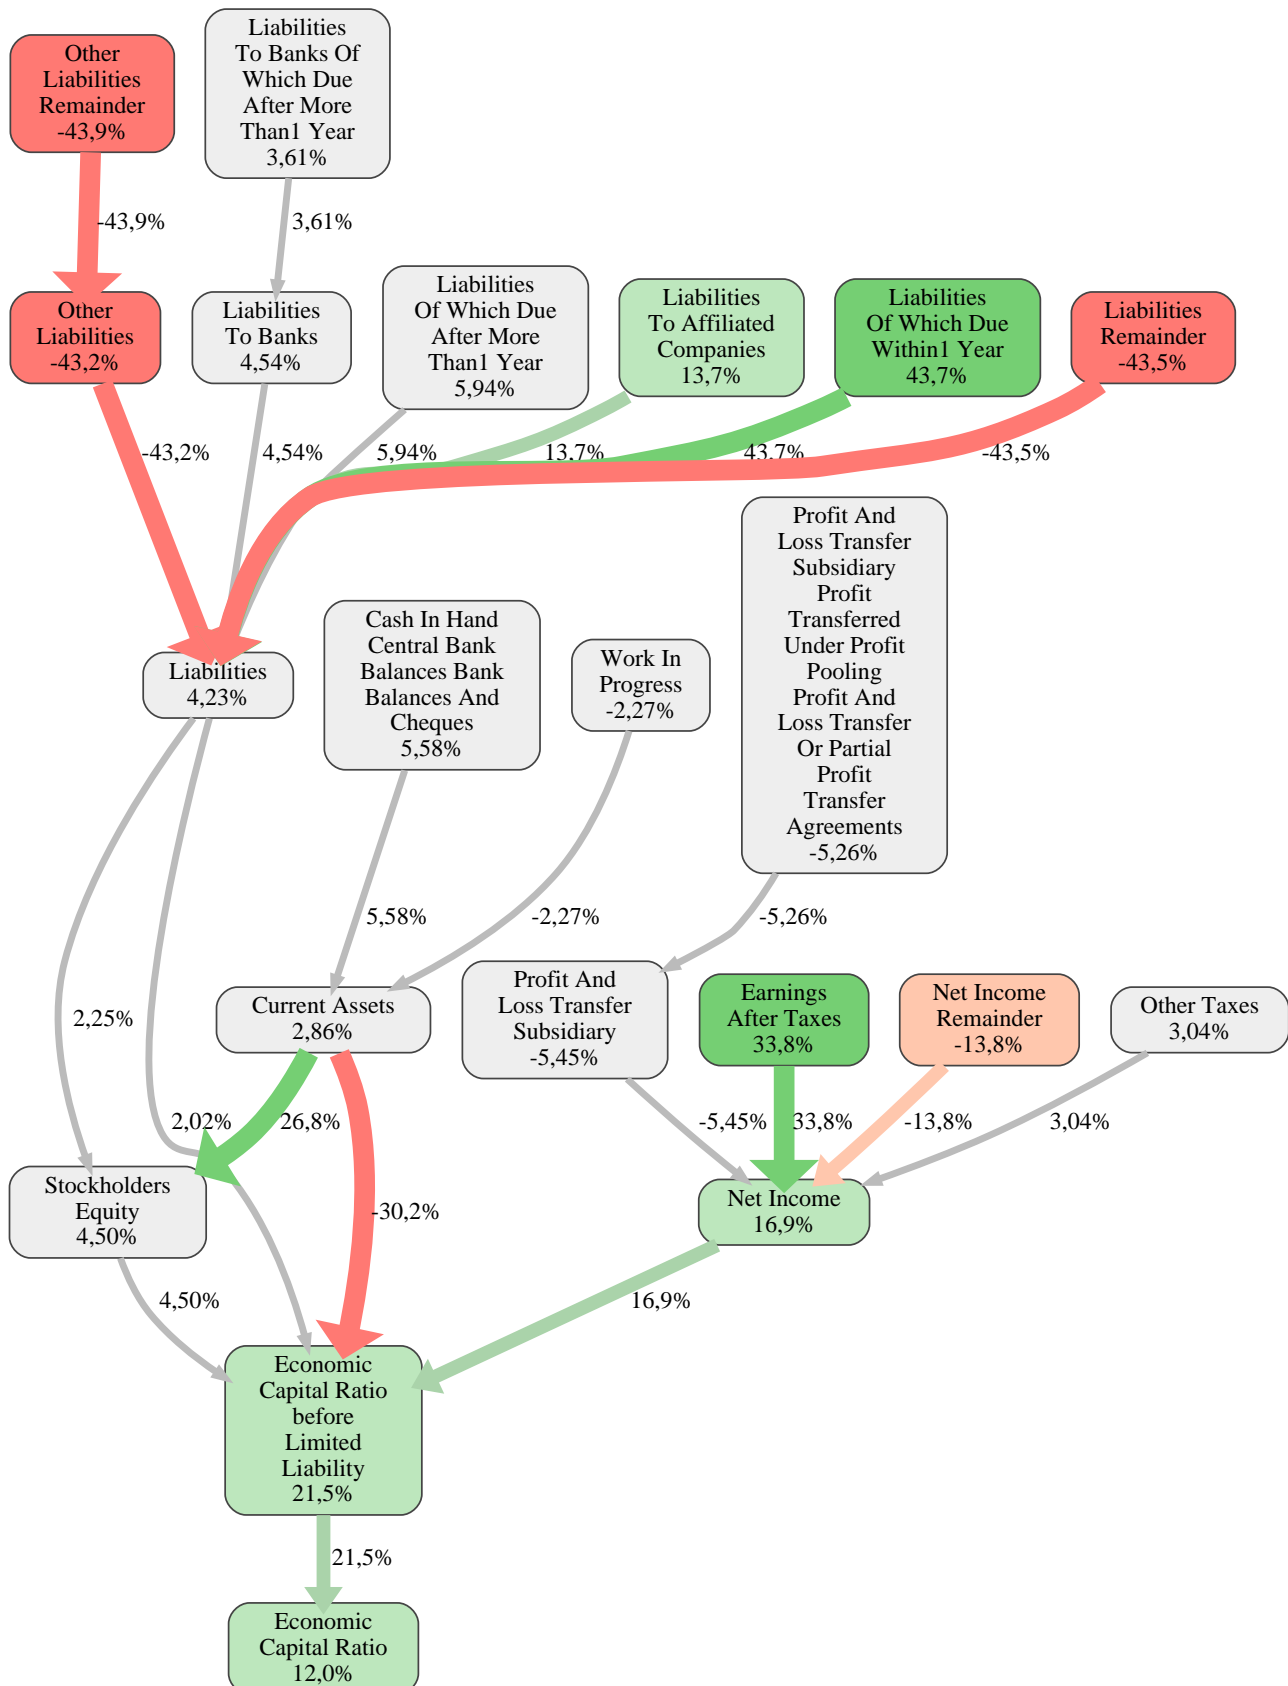 Other
Liabilities
Remainder
-43,9%
Liabilities
To Banks Of
Which Due
After More
Than1 Year
3,61%
-43,9%
3,61%
Other
Liabilities
-43,2%
Liabilities
To Banks
4,54%
Liabilities
Of Which Due
After More
Than1 Year
5,94%
Liabilities
To Affiliated
Companies
13,7%
Liabilities
Of Which Due
Within1 Year
43,7%
Liabilities
Remainder
-43,5%
-43,2%
4,54%
5,94%
13,7%
43,7%
-43,5%
Liabilities
4,23%
Cash In Hand
Central Bank
Balances Bank
Balances And
Cheques
5,58%
Work In
Progress
-2,27%
Profit And
Loss Transfer
Subsidiary
Profit
Transferred
Under Profit
Pooling
Profit And
Loss Transfer
Or Partial
Profit
Transfer
Agreements
-5,26%
5,58%
-2,27%
-5,26%
2,25%
Current Assets
2,86%
Profit And
Loss Transfer
Subsidiary
-5,45%
Earnings
After Taxes
33,8%
Net Income
Remainder
-13,8%
Other Taxes
3,04%
2,02%
26,8%
-5,45%
33,8%
-13,8%
3,04%
Stockholders
Equity
4,50%
-30,2%
Net Income
16,9%
4,50%
16,9%
Economic
Capital Ratio
before
Limited
Liability
21,5%
21,5%
Economic
Capital Ratio
12,0%